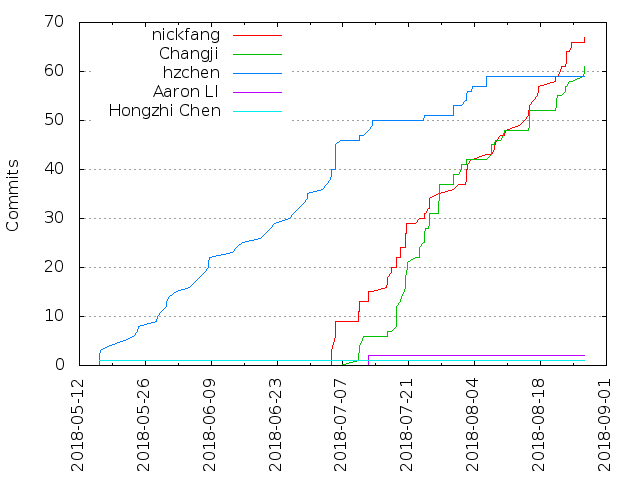 nickfang
Changji
hzchen
Aaron LI
Hongzhi Chen
Commits
70
60
50
40
30
20
10
0
2018-05-12
2018-05-26
2018-06-09
2018-06-23
2018-07-07
2018-07-21
2018-08-04
2018-08-18
2018-09-01